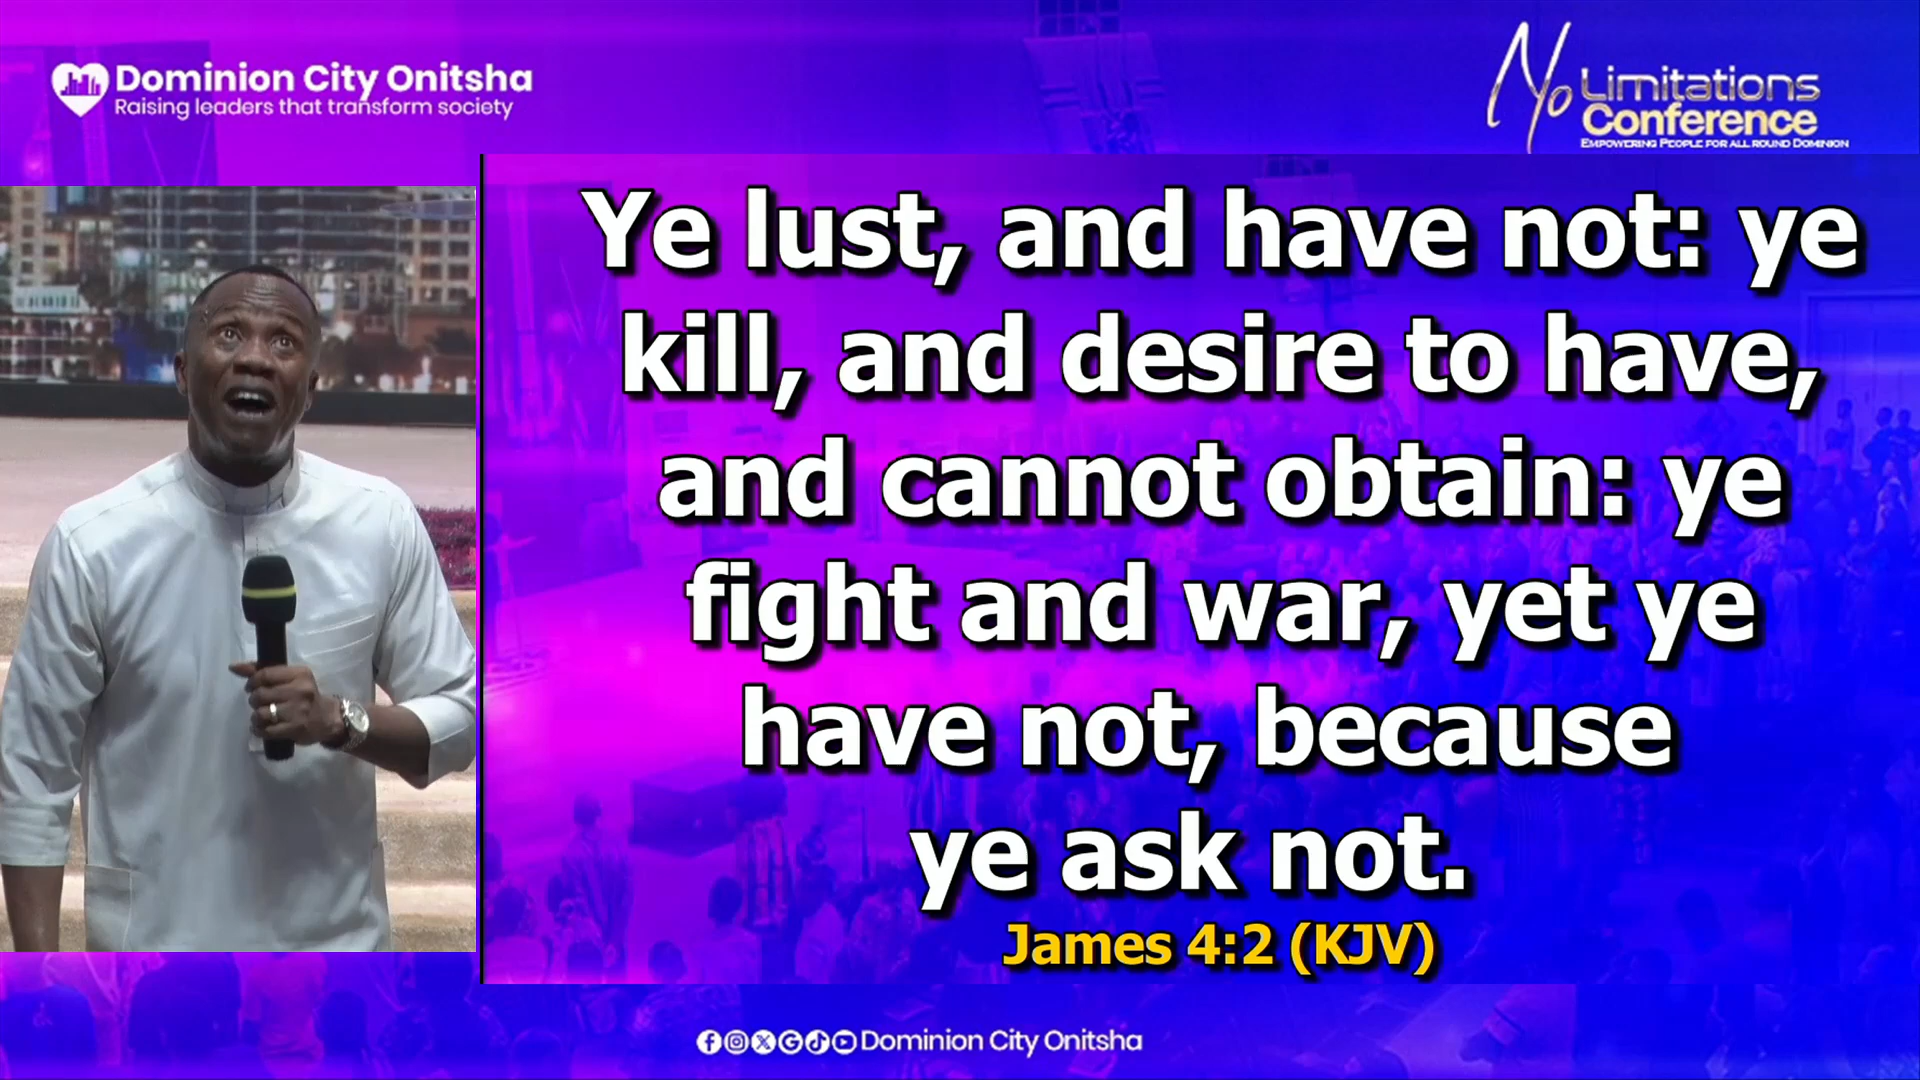 Dominion City Onitsha
Raising leaders that transform society
No Limitations
Conference
Empowering People for all round Dominion
Ye lust, and have not: ye
kill, and desire to have,
and cannot obtain: ye
fight and war, yet ye
have not, because
ye ask not.
James 4:2 (KJV)
Dominion City Onitsha